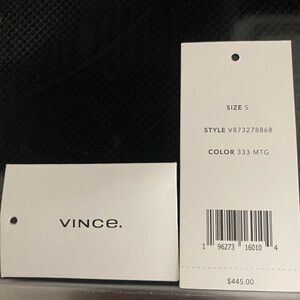 VINCE.
SIZE S
STYLE V873278868
COLOR 333 MTG
1 96273 16010 4
$445.00